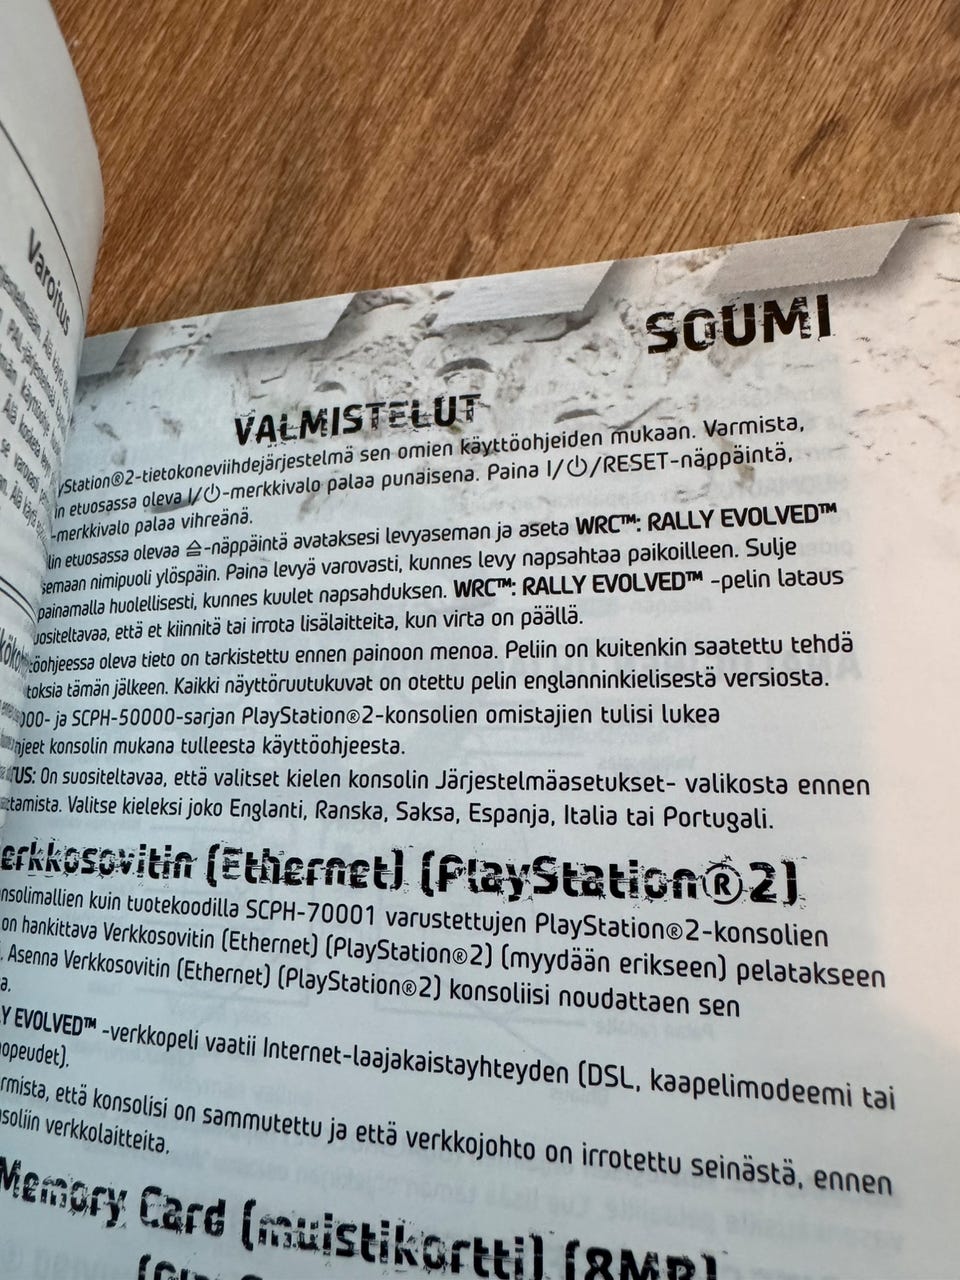 Varoitus
SOUMI
VALMISTELUT
yStation®2-tietokoneviihdejärjestelmä sen omien käyttöohjeiden mukaan. Varmista,
in etuosassa oleva I/⏻-merkkivalo palaa punaisena. Paina I/⏻/RESET-näppäintä,
-merkkivalo palaa vihreänä.
lin etuosassa olevaa ≙-näppäintä avataksesi levyaseman ja aseta WRC™: RALLY EVOLVED™
semaan nimipuoli ylöspäin. Paina levyä varovasti, kunnes levy napsahtaa paikoilleen. Sulje
painamalla huolellisesti, kunnes kuulet napsahduksen. WRC™: RALLY EVOLVED™ -pelin lataus
uositeltavaa, että et kiinnitä tai irrota lisälaitteita, kun virta on päällä.
töohjeessa oleva tieto on tarkistettu ennen painoon menoa. Peliin on kuitenkin saatettu tehdä
toksia tämän jälkeen. Kaikki näyttöruutukuvat on otettu pelin englanninkielisestä versiosta.
000- ja SCPH-50000-sarjan PlayStation®2-konsolien omistajien tulisi lukea
jeet konsolin mukana tulleesta käyttöohjeesta.
TUS: On suositeltavaa, että valitset kielen konsolin Järjestelmäasetukset- valikosta ennen
tamista. Valitse kieleksi joko Englanti, Ranska, Saksa, Espanja, Italia tai Portugali.
erkkosovitin (Ethernet) (PlayStation®2)
nsolimallien kuin tuotekoodilla SCPH-70001 varustettujen PlayStation®2-konsolien
on hankittava Verkkosovitin (Ethernet) (PlayStation®2) (myydään erikseen) pelatakseen
. Asenna Verkkosovitin (Ethernet) (PlayStation®2) konsoliisi noudattaen sen
a.
Y EVOLVED™ -verkkopeli vaatii Internet-laajakaistayhteyden (DSL, kaapelimodeemi tai
opeudet).
rmista, että konsolisi on sammutettu ja että verkkojohto on irrotettu seinästä, ennen
soliin verkkolaitteita.
Memory Card (muistikortti) (8MB)